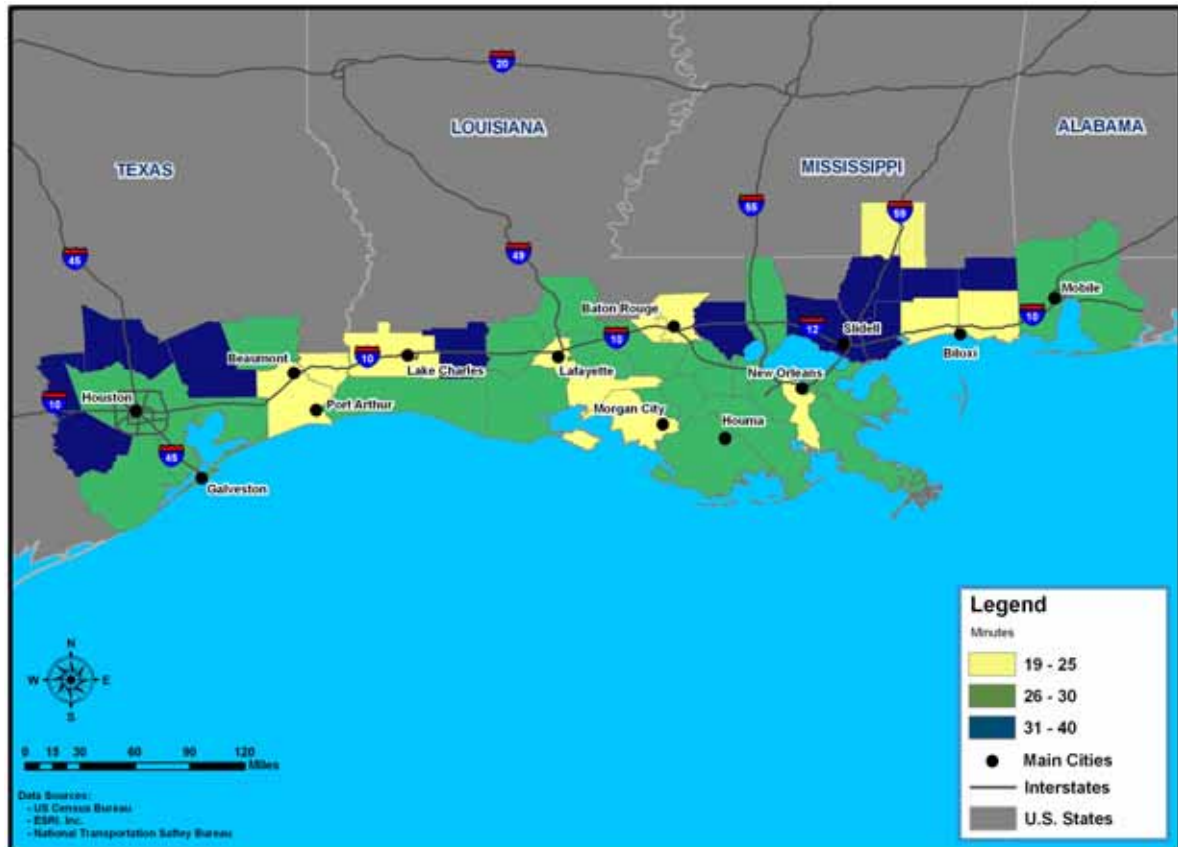 20
LOUISIANA
ALABAMA
TEXAS
MISSISSIPPI
55
59
45
49
Mobile
Baton Rouge
10
12
Slidell
10
Beaumont
10
Lake Charles
Lafayette
Biloxi
New Orleans
Houston
10
Port Arthur
Morgan City
Houma
45
Galveston
Legend
Minutes
19 - 25
26 - 30
31 - 40
Main Cities
Interstates
U.S. States
N
W E
S
0 15 30 60 90 120
Miles
Data Sources:
- US Census Bureau
- ESRI. Inc.
- National Transportation Saftey Bureau